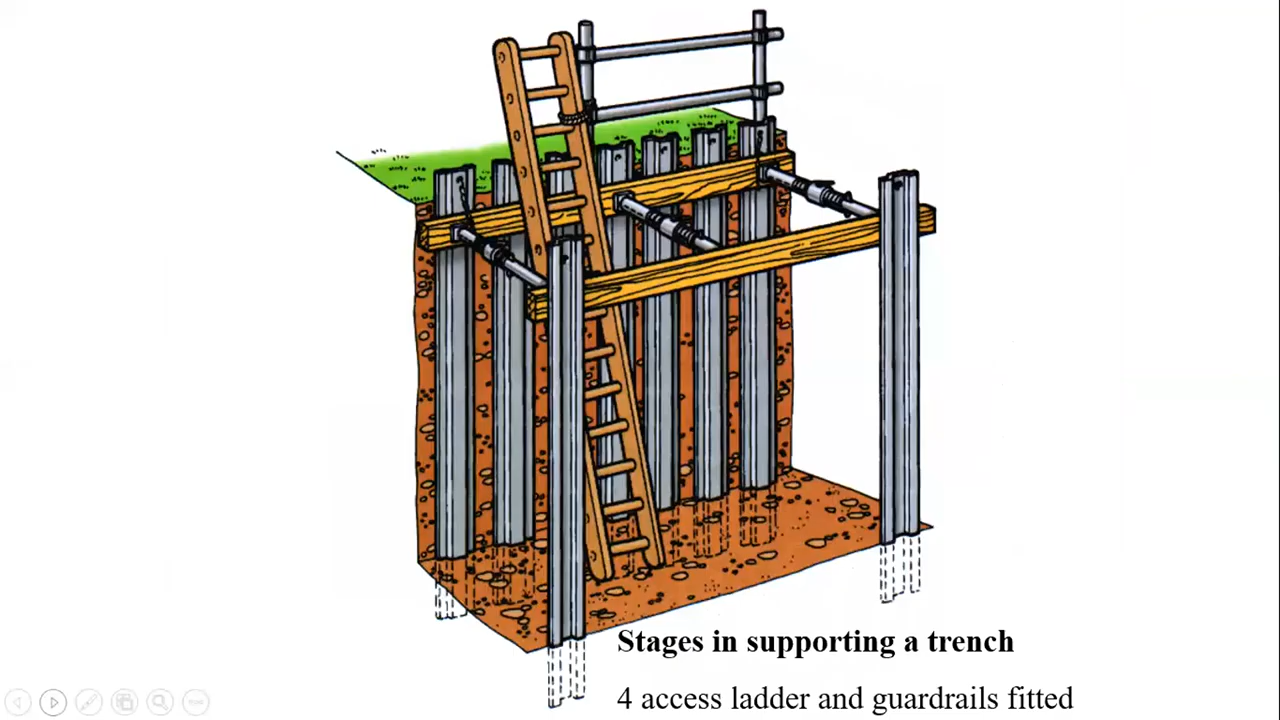 Stages in supporting a trench
4 access ladder and guardrails fitted